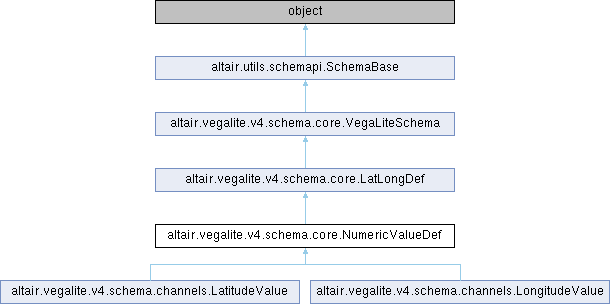 object
altair.utils.schemapi.SchemaBase
altair.vegalite.v4.schema.core.VegaLiteSchema
altair.vegalite.v4.schema.core.LatLongDef
altair.vegalite.v4.schema.core.NumericValueDef
altair.vegalite.v4.schema.channels.LatitudeValue
altair.vegalite.v4.schema.channels.LongitudeValue